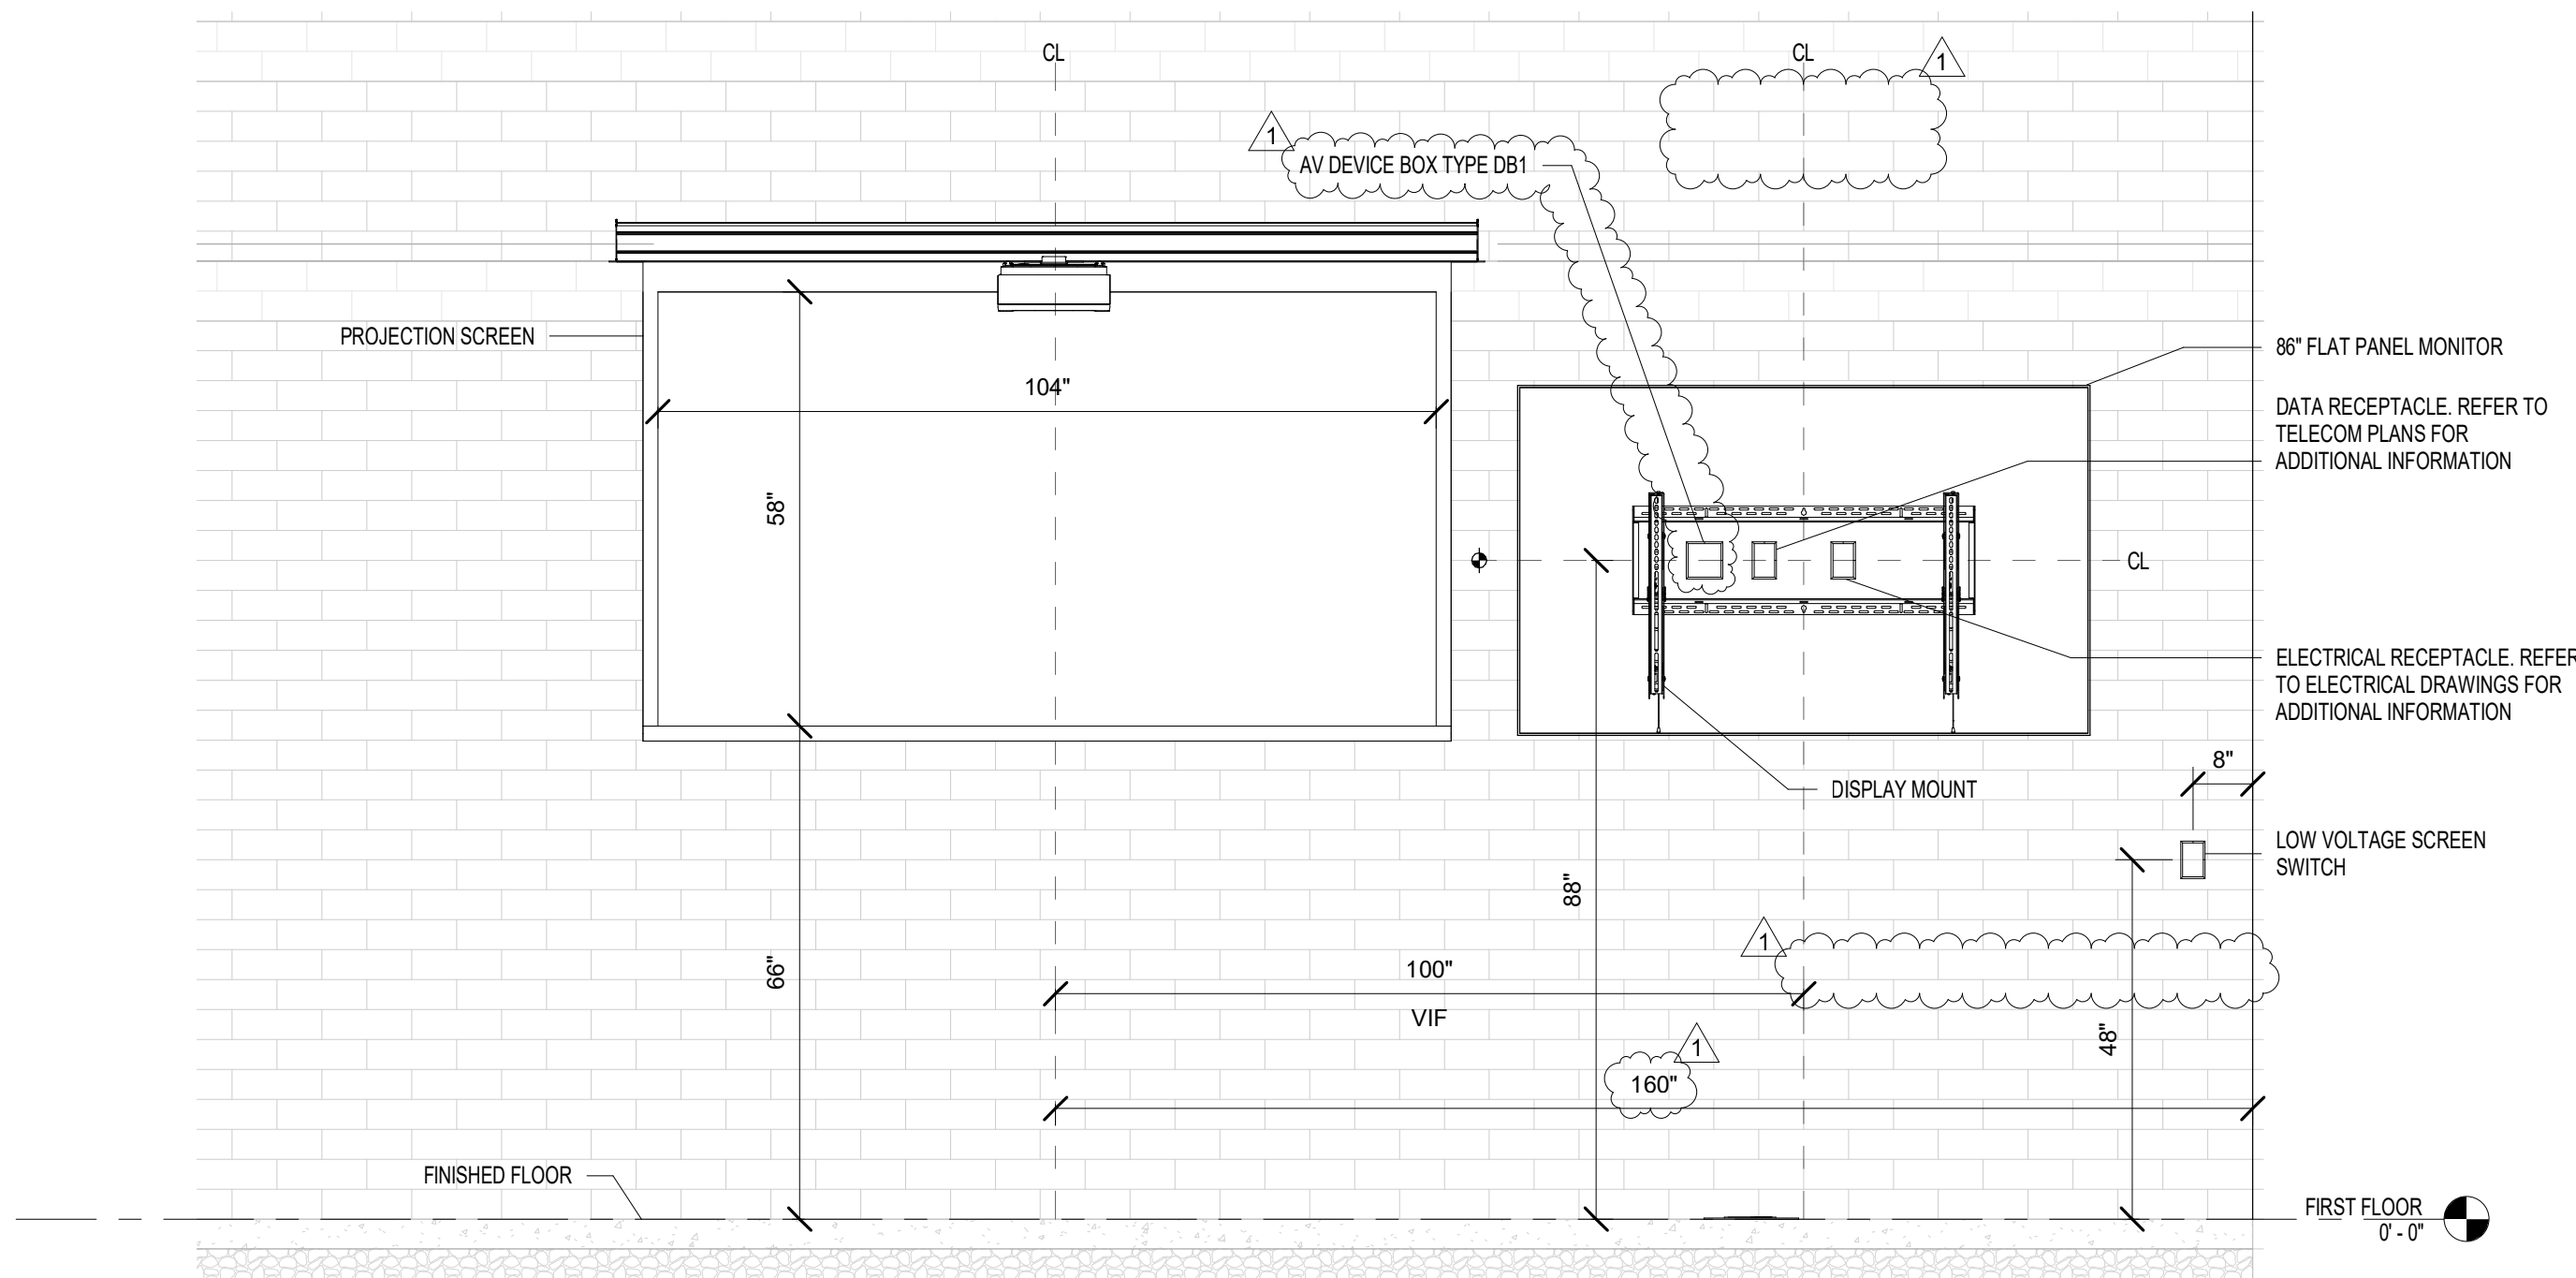 CL
CL
1
1
AV DEVICE BOX TYPE DB1
PROJECTION SCREEN
86" FLAT PANEL MONITOR
104"
DATA RECEPTACLE. REFER TO
TELECOM PLANS FOR
ADDITIONAL INFORMATION
58"
CL
ELECTRICAL RECEPTACLE. REFER
TO ELECTRICAL DRAWINGS FOR
ADDITIONAL INFORMATION
8"
DISPLAY MOUNT
LOW VOLTAGE SCREEN
SWITCH
88"
1
66"
100"
VIF
48"
1
160"
FINISHED FLOOR
FIRST FLOOR
0' - 0"